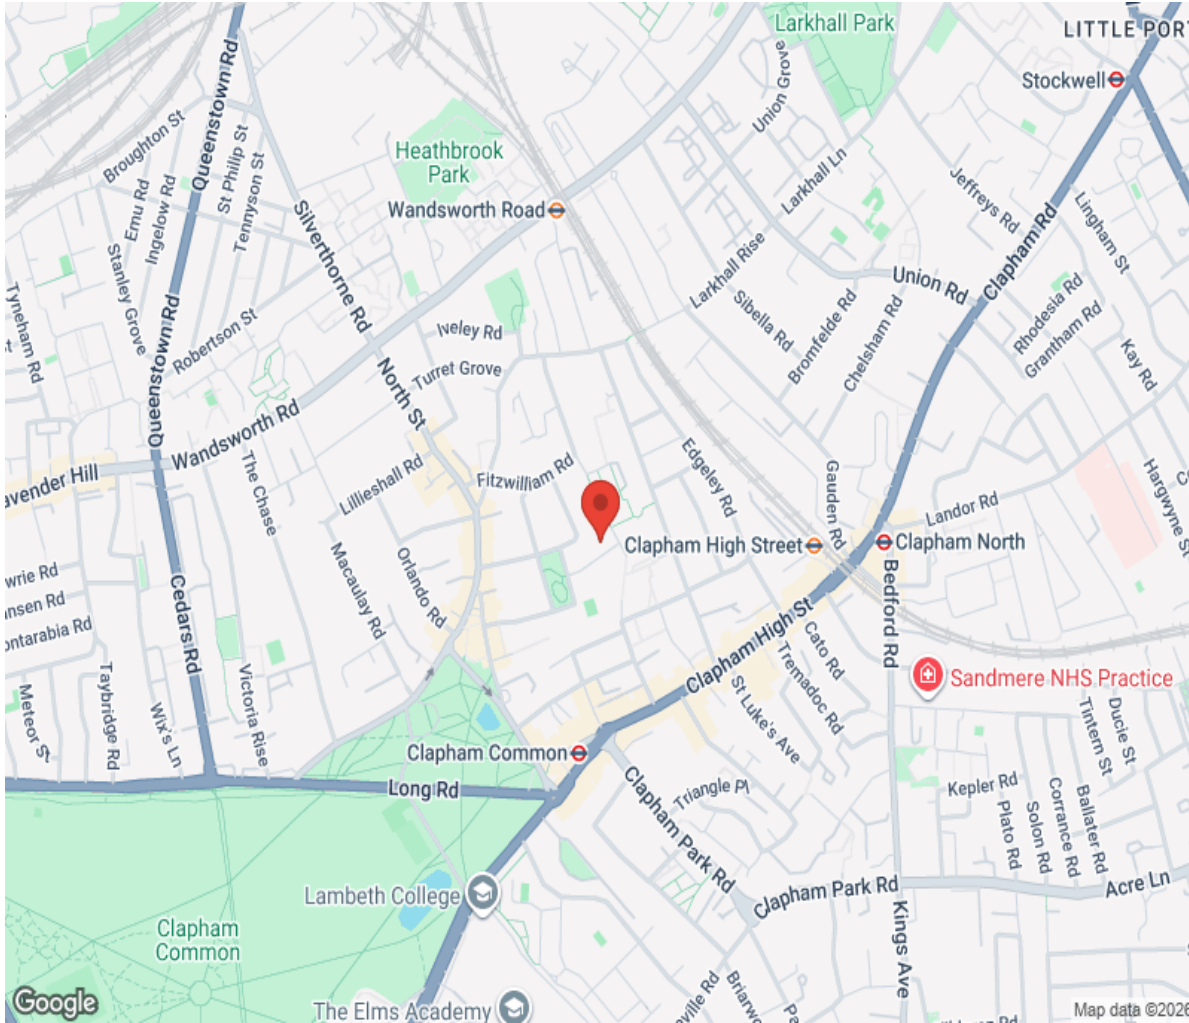 Larkhall Park
LITTLE PORT
Stockwell
Queenstown Rd
Broughton St
St Philip St
Tennyson St
Emu Rd
Ingelow Rd
Stanley Grove
Heathbrook
Park
Wandsworth Road
Union Grove
Larkhall Ln
Jeffreys Rd
Lingham St
Clapham Rd
Silverthorne Rd
Larkhall Rise
Union Rd
Sibella Rd
Bromfelde Rd
Chelsham Rd
Rhodesia Rd
Grantham Rd
Kay Rd
Tyneham Rd
Queenstown Rd
Robertson St
Iveley Rd
Turret Grove
North St
Wandsworth Rd
avender Hill
The Chase
Lillieshall Rd
Fitzwilliam Rd
Edgeley Rd
Gauden Rd
Landor Rd
Hargwyne St
Clapham High Street
Clapham North
Macaulay Rd
Orlando Rd
Cedars Rd
wrie Rd
ansen Rd
ontarabia Rd
Bedford Rd
Clapham High St
Cato Rd
Tremadoc Rd
St Luke's Ave
Sandmere NHS Practice
Meteor St
Taybridge Rd
Wix's Ln
Victoria Rise
Ducie St
Tintern St
Clapham Common
Long Rd
Triangle Pl
Clapham Park Rd
Kepler Rd
Plato Rd
Solon Rd
Corrance Rd
Ballater Rd
Clapham Park Rd
Acre Ln
Lambeth College
Kings Ave
Clapham
Common
The Elms Academy
Briarwo
Google
Map data ©2026